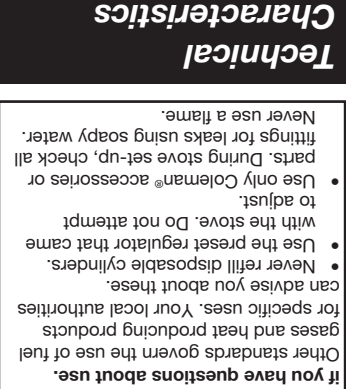 if you have questions about use.
Other standards govern the use of fuel
gases and heat producing products
for specific uses. Your local authorities
can advise you about these.
• Never refill disposable cylinders.
• Use the preset regulator that came
with the stove. Do not attempt
to adjust.
• Use only Coleman® accessories or
parts. During stove set-up, check all
fittings for leaks using soapy water.
Never use a flame.
Technical
Characteristics